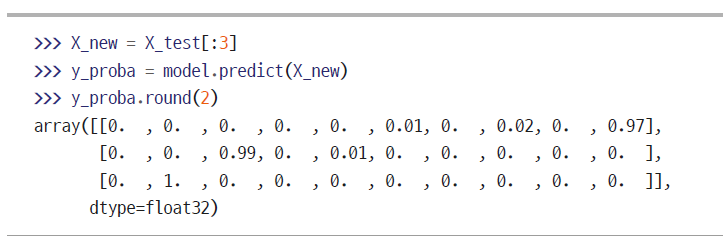 >>> X_new = X_test[:3]
>>> y_proba = model.predict(X_new)
>>> y_proba.round(2)
array([[0.  , 0.  , 0.  , 0.  , 0.  , 0.01, 0.  , 0.02, 0.  , 0.97],
       [0.  , 0.  , 0.99, 0.  , 0.01, 0.  , 0.  , 0.  , 0.  , 0.  ],
       [0.  , 1.  , 0.  , 0.  , 0.  , 0.  , 0.  , 0.  , 0.  , 0.  ]],
      dtype=float32)